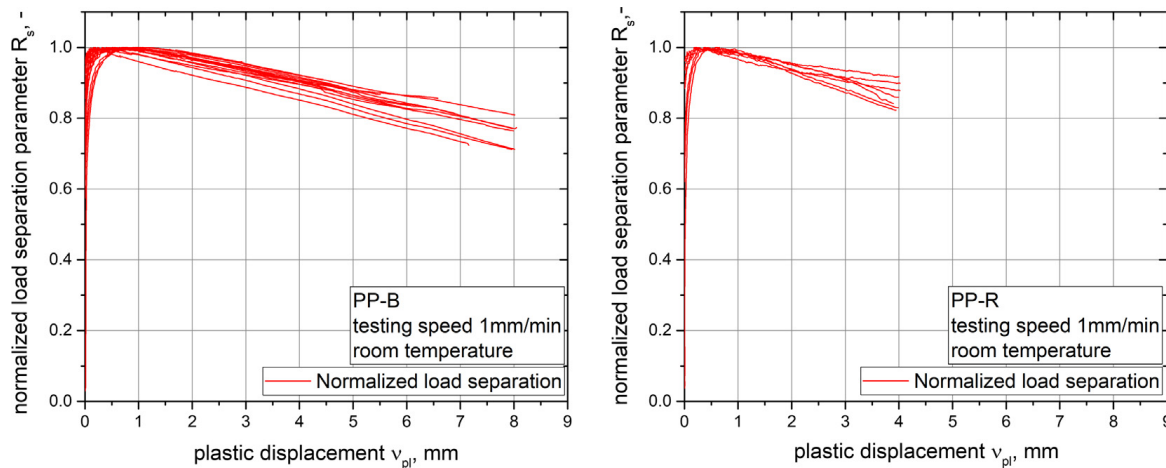 normalized load separation parameter Rₛ, -
1.0
0.8
0.6
0.4
0.2
0.0
0 1 2 3 4 5 6 7 8 9
plastic displacement νₚₗ, mm
PP-B
testing speed 1mm/min
room temperature
Normalized load separation
normalized load separation parameter Rₛ,-
1.0
0.8
0.6
0.4
0.2
0.0
0 1 2 3 4 5 6 7 8 9
plastic displacement νₚₗ, mm
PP-R
testing speed 1mm/min
room temperature
Normalized load separation